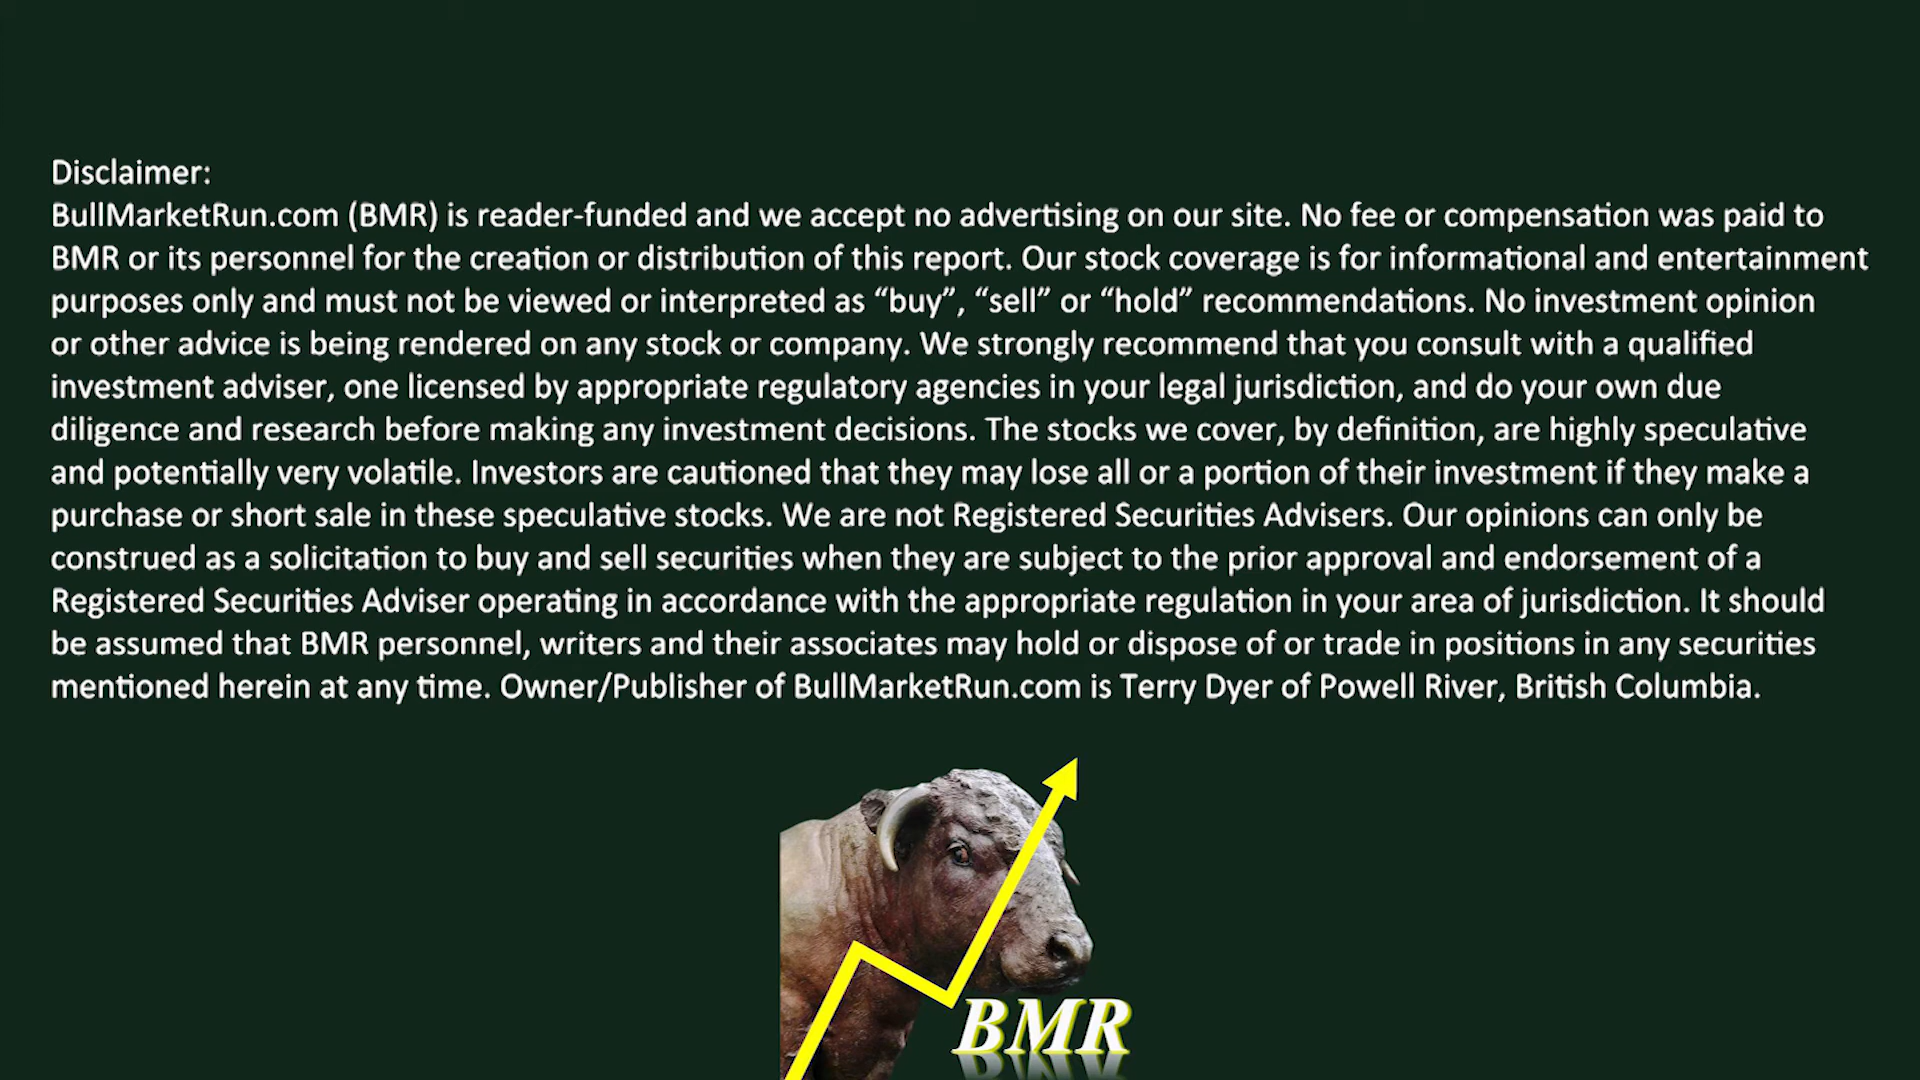 Disclaimer:
BullMarketRun.com (BMR) is reader-funded and we accept no advertising on our site. No fee or compensation was paid to
BMR or its personnel for the creation or distribution of this report. Our stock coverage is for informational and entertainment
purposes only and must not be viewed or interpreted as “buy”, “sell” or “hold” recommendations. No investment opinion
or other advice is being rendered on any stock or company. We strongly recommend that you consult with a qualified
investment adviser, one licensed by appropriate regulatory agencies in your legal jurisdiction, and do your own due
diligence and research before making any investment decisions. The stocks we cover, by definition, are highly speculative
and potentially very volatile. Investors are cautioned that they may lose all or a portion of their investment if they make a
purchase or short sale in these speculative stocks. We are not Registered Securities Advisers. Our opinions can only be
construed as a solicitation to buy and sell securities when they are subject to the prior approval and endorsement of a
Registered Securities Adviser operating in accordance with the appropriate regulation in your area of jurisdiction. It should
be assumed that BMR personnel, writers and their associates may hold or dispose of or trade in positions in any securities
mentioned herein at any time. Owner/Publisher of BullMarketRun.com is Terry Dyer of Powell River, British Columbia.
BMR